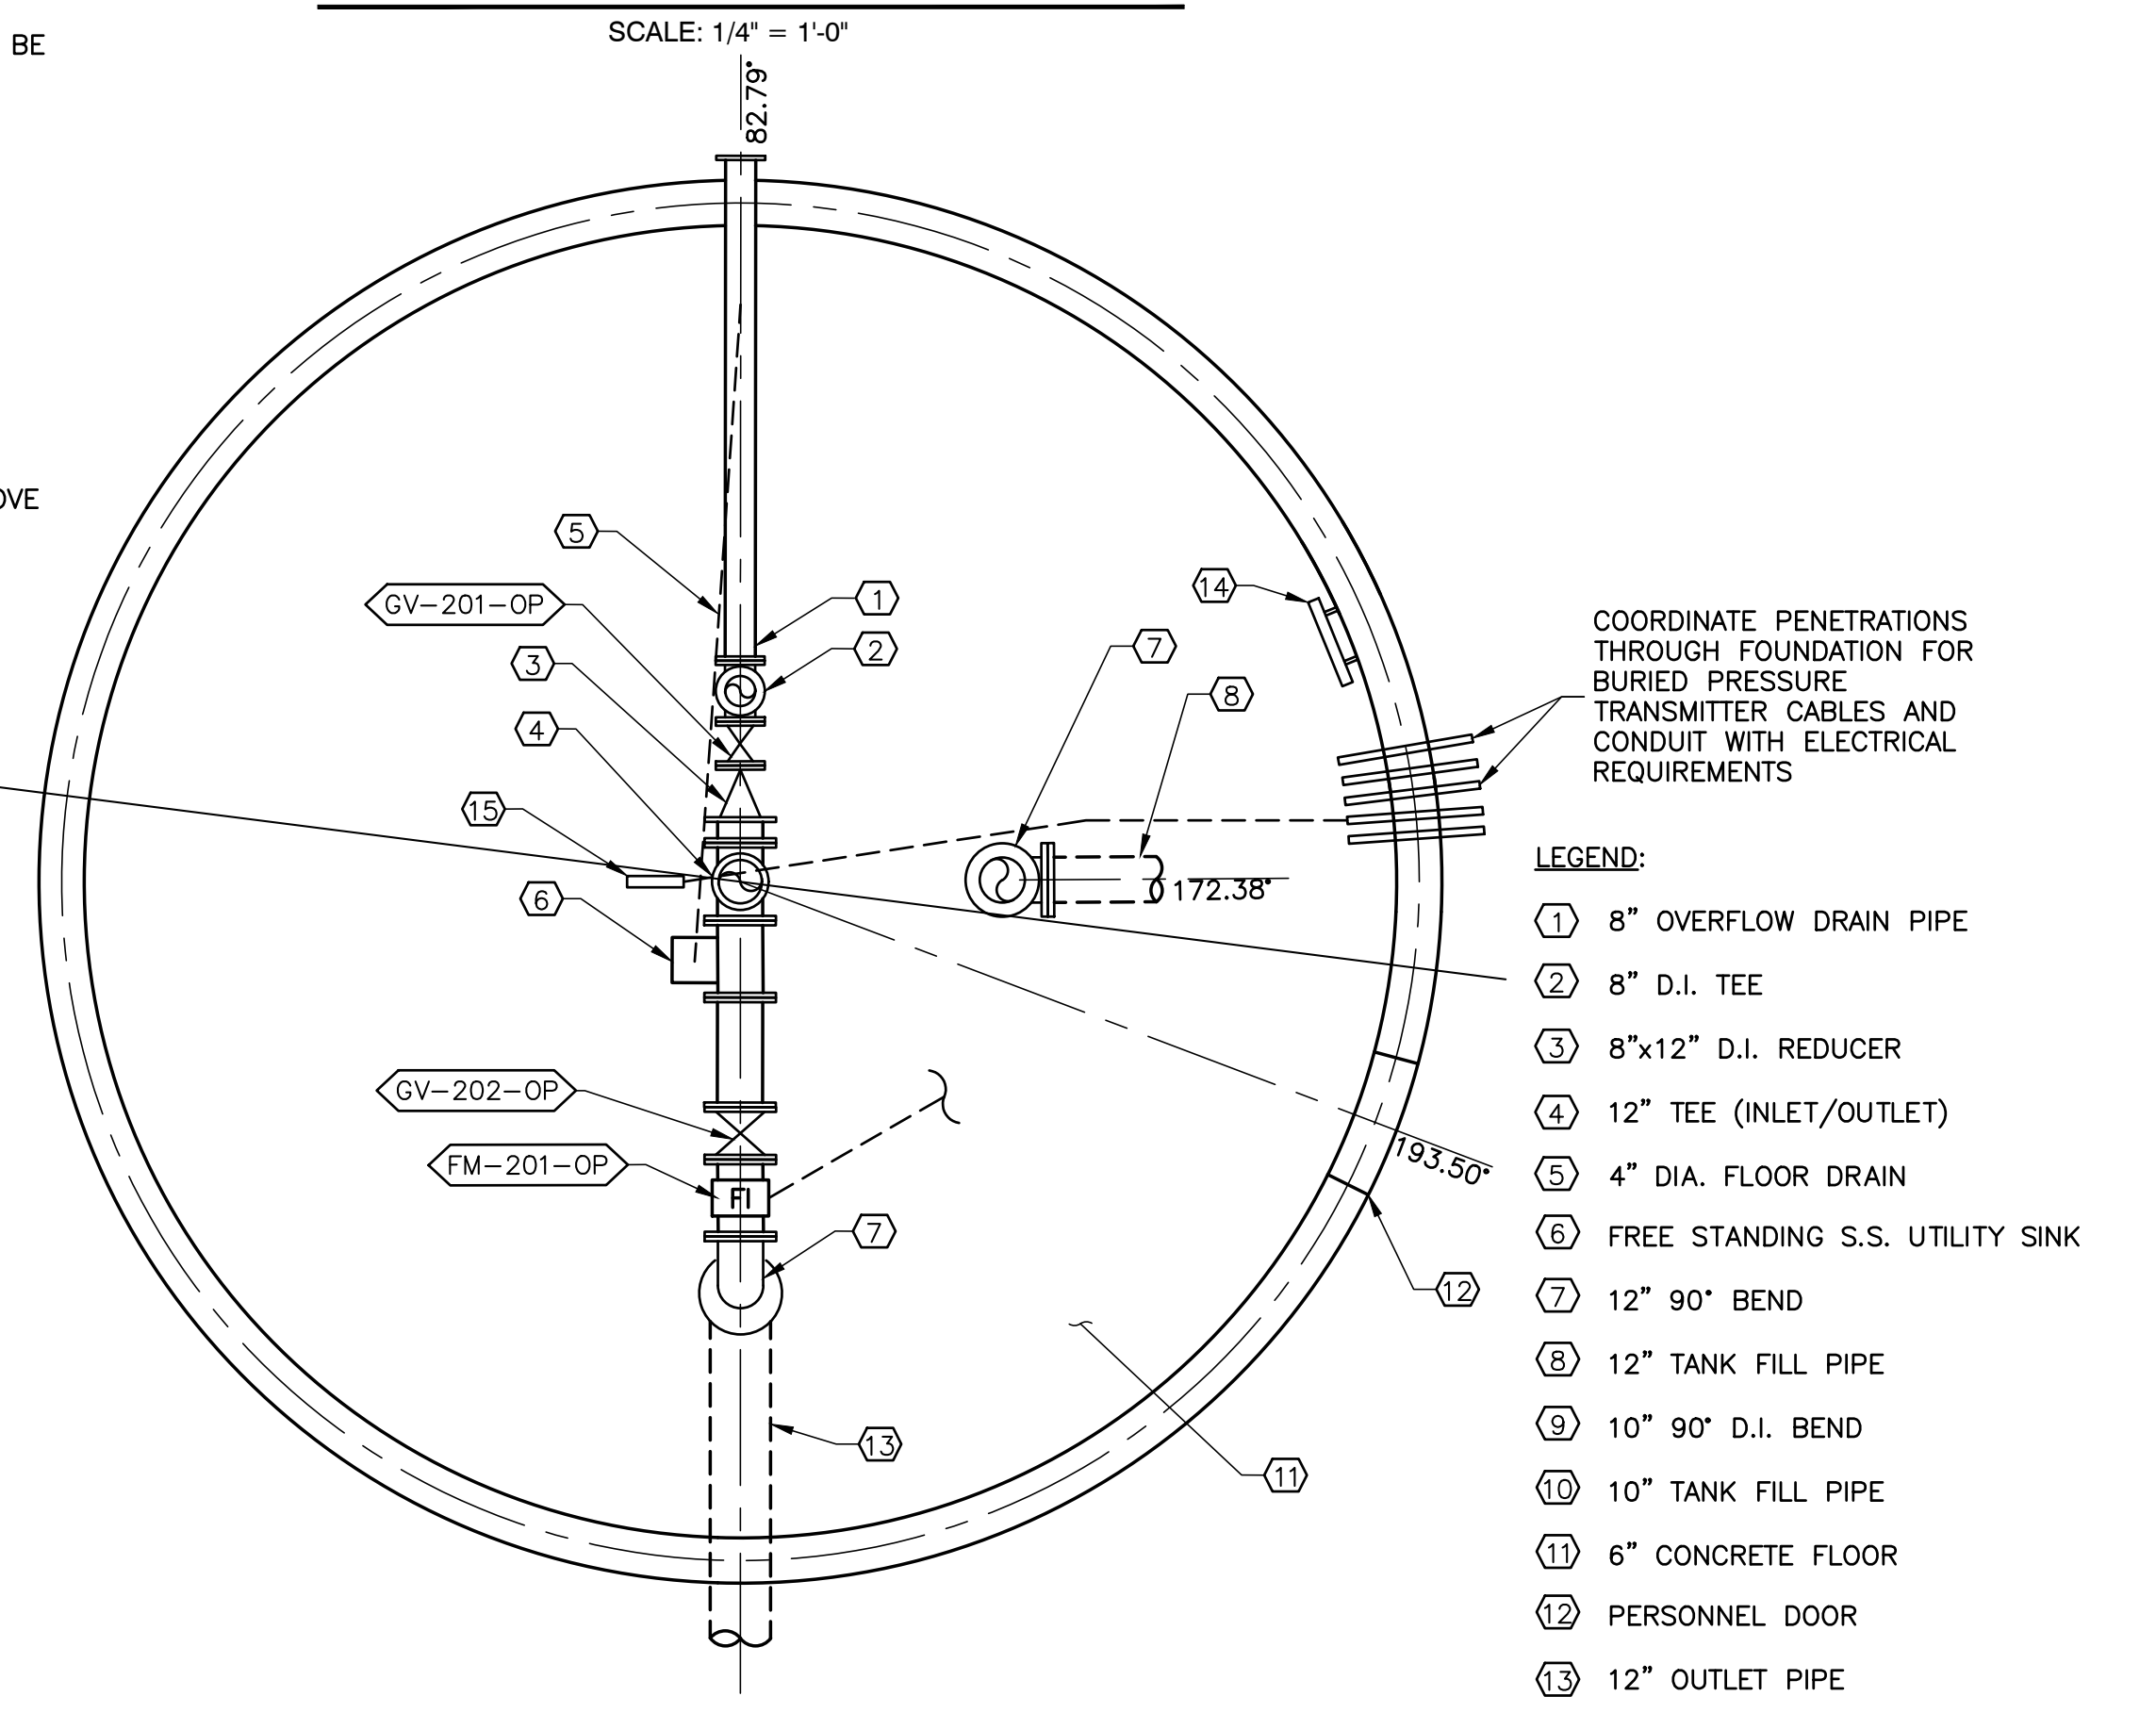 SCALE: 1/4" = 1'-0"
BE
82.79°
OVE
5
GV-201-OP
1
3
2
4
7
8
14
15
6
172.38°
COORDINATE PENETRATIONS
THROUGH FOUNDATION FOR
BURIED PRESSURE
TRANSMITTER CABLES AND
CONDUIT WITH ELECTRICAL
REQUIREMENTS
GV-202-OP
FM-201-OP
FI
7
193.50°
12
13
11
LEGEND:
1 8" OVERFLOW DRAIN PIPE
2 8" D.I. TEE
3 8"x12" D.I. REDUCER
4 12" TEE (INLET/OUTLET)
5 4" DIA. FLOOR DRAIN
6 FREE STANDING S.S. UTILITY SINK
7 12" 90° BEND
8 12" TANK FILL PIPE
9 10" 90° D.I. BEND
10 10" TANK FILL PIPE
11 6" CONCRETE FLOOR
12 PERSONNEL DOOR
13 12" OUTLET PIPE